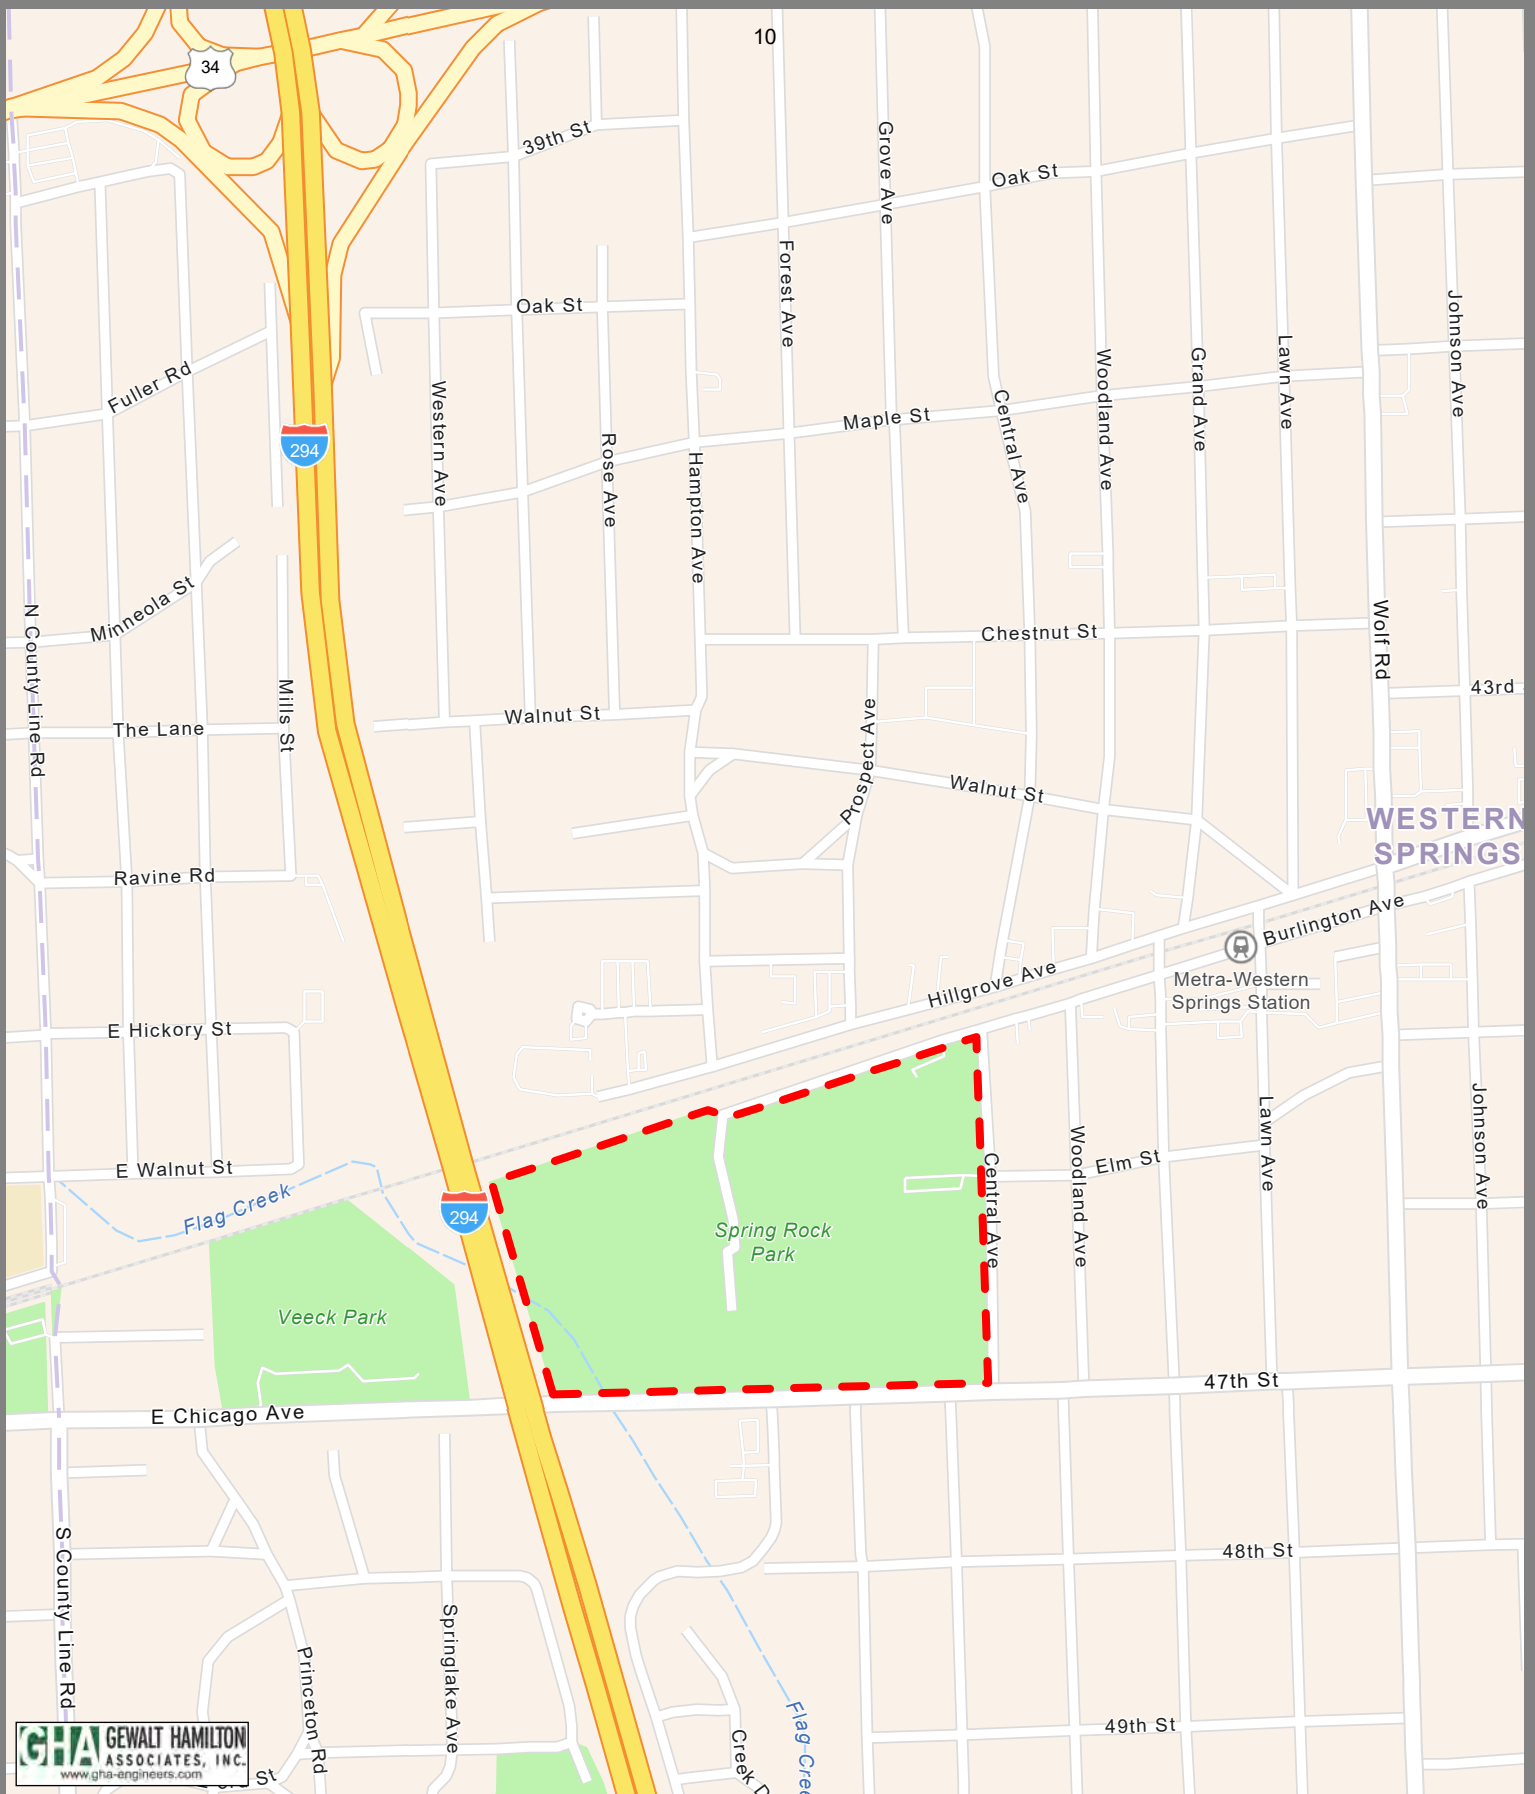 10
34
39th St
Grove Ave
Oak St
Forest Ave
Oak St
Johnson Ave
Fuller Rd
Western Ave
Lawn Ave
Grand Ave
Woodland Ave
Central Ave
Maple St
294
Rose Ave
Hampton Ave
Minneola St
N County Line Rd
Chestnut St
Wolf Rd
43rd
Mills St
The Lane
Walnut St
Prospect Ave
Walnut St
WESTERN
SPRINGS
Ravine Rd
Burlington Ave
Hillgrove Ave
Metra-Western
Springs Station
E Hickory St
E Walnut St
Flag Creek
294
Spring Rock
Park
Central Ave
Woodland Ave
Elm St
Lawn Ave
Johnson Ave
Veeck Park
47th St
E Chicago Ave
48th St
S County Line Rd
Princeton Rd
Springlake Ave
49th St
Flag Cree
Creek D
GHA GEWALT HAMILTON
ASSOCIATES, INC.
www.gha-engineers.com
St